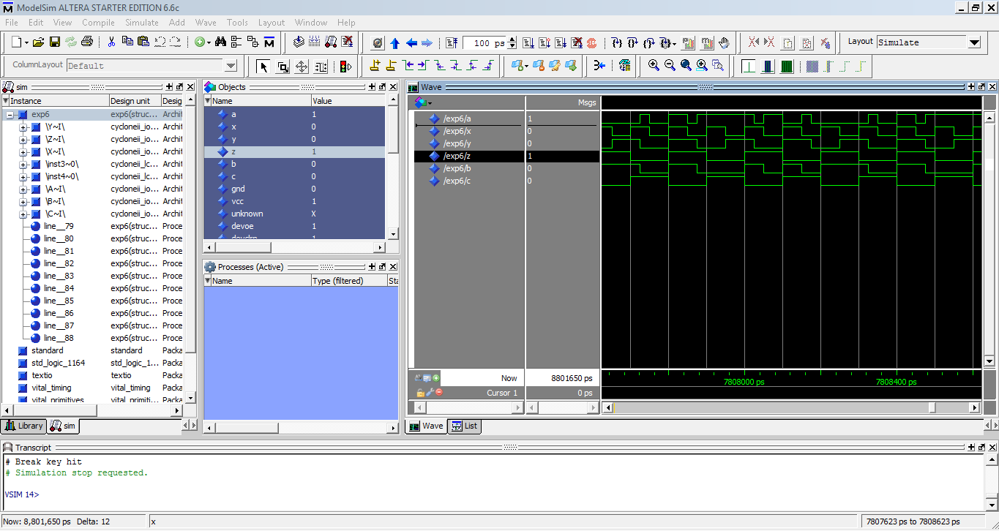 ModelSim ALTERA STARTER EDITION 6.6c
File Edit View Compile Simulate Add Wave Tools Layout Window Help
100 ps
Layout Simulate
ColumnLayout Default
sim
Instance Design unit Desig
exp6 exp6(struc... Archit
\Y~I\ cycloneii_io... Archit
\Z~I\ cycloneii_io... Archit
\X~I\ cycloneii_io... Archit
\inst3~0\ cycloneii_lc... Archit
\inst4~0\ cycloneii_lc... Archit
\A~I\ cycloneii_io... Archit
\B~I\ cycloneii_io... Archit
\C~I\ cycloneii_io... Archit
line__79 exp6(struc... Proce
line__80 exp6(struc... Proce
line__81 exp6(struc... Proce
line__82 exp6(struc... Proce
line__83 exp6(struc... Proce
line__84 exp6(struc... Proce
line__85 exp6(struc... Proce
line__86 exp6(struc... Proce
line__87 exp6(struc... Proce
line__88 exp6(struc... Proce
standard standard Packa
std_logic_1164 std_logic_1... Packa
textio textio Packa
vital_timing vital_timing Packa
vital_primitives vital_primiti... Packa
Library sim
Objects
Name Value
a 1
x 0
y 0
z 1
b 0
c 0
gnd 0
vcc 1
unknown X
devoe 1
Processes (Active)
Name Type (filtered) Sta
Wave
Msgs
/exp6/a 1
/exp6/x 0
/exp6/y 0
/exp6/z 1
/exp6/b 0
/exp6/c 0
Now 8801650 ps
7808000 ps 7808400 ps
Cursor 1 0 ps
Wave List
Transcript
# Break key hit
# Simulation stop requested.
VSIM 14>
Now: 8,801,650 ps Delta: 12 x 7807623 ps to 7808623 ps